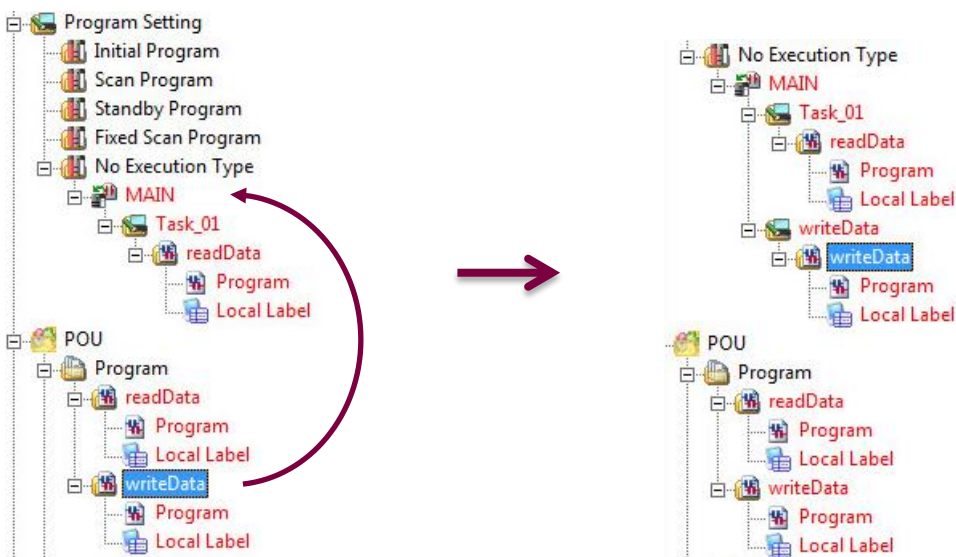 Program Setting
Initial Program
Scan Program
Standby Program
Fixed Scan Program
No Execution Type
MAIN
Task_01
readData
Program
Local Label
POU
Program
readData
Program
Local Label
writeData
Program
Local Label
No Execution Type
MAIN
Task_01
readData
Program
Local Label
writeData
writeData
Program
Local Label
POU
Program
readData
Program
Local Label
writeData
Program
Local Label